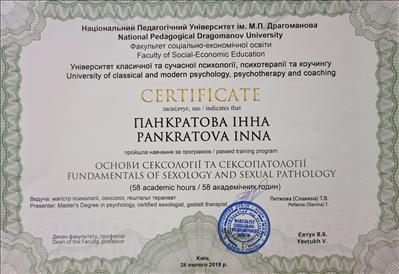 Національний Педагогічний Університет ім. М.П. Драгоманова
National Pedagogical Dragomanov University
Факультет соціально-економічної освіти
Faculty of Social-Economic Education
Університет класичної та сучасної психології, психотерапії та коучингу
University of classical and modern psychology, psychotherapy and coaching
CERTIFICATE
засвідчує, що / indicates that
ПАНКРАТОВА ІННА
PANKRATOVA INNA
пройшла навчання за програмою / passed training program
ОСНОВИ СЕКСОЛОГІЇ ТА СЕКСОПАТОЛОГІЇ
FUNDAMENTALS OF SEXOLOGY AND SEXUAL PATHOLOGY
(58 academic hours / 58 академічних годин)
Ведуча: магістр психології, сексолог, гештальт терапевт
Presenter: Master's Degree in psychology, certified sexologist, gestalt therapist
Петкова (Славина) Т.В.
Petkova (Slavina) T.
Декан факультету, професор
Dean of the Faculty, professor
Євтух В.Б.
Yevtukh V.
Київ,
28 лютого 2019 р.